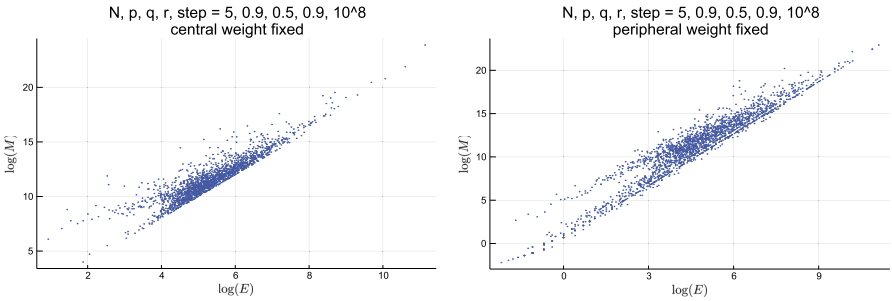 N, p, q, r, step = 5, 0.9, 0.5, 0.9, 10^8
central weight fixed
20
15
10
5
log(M)
2
4
6
8
10
log(E)
N, p, q, r, step = 5, 0.9, 0.5, 0.9, 10^8
peripheral weight fixed
20
15
10
5
0
log(M)
0
3
6
9
log(E)